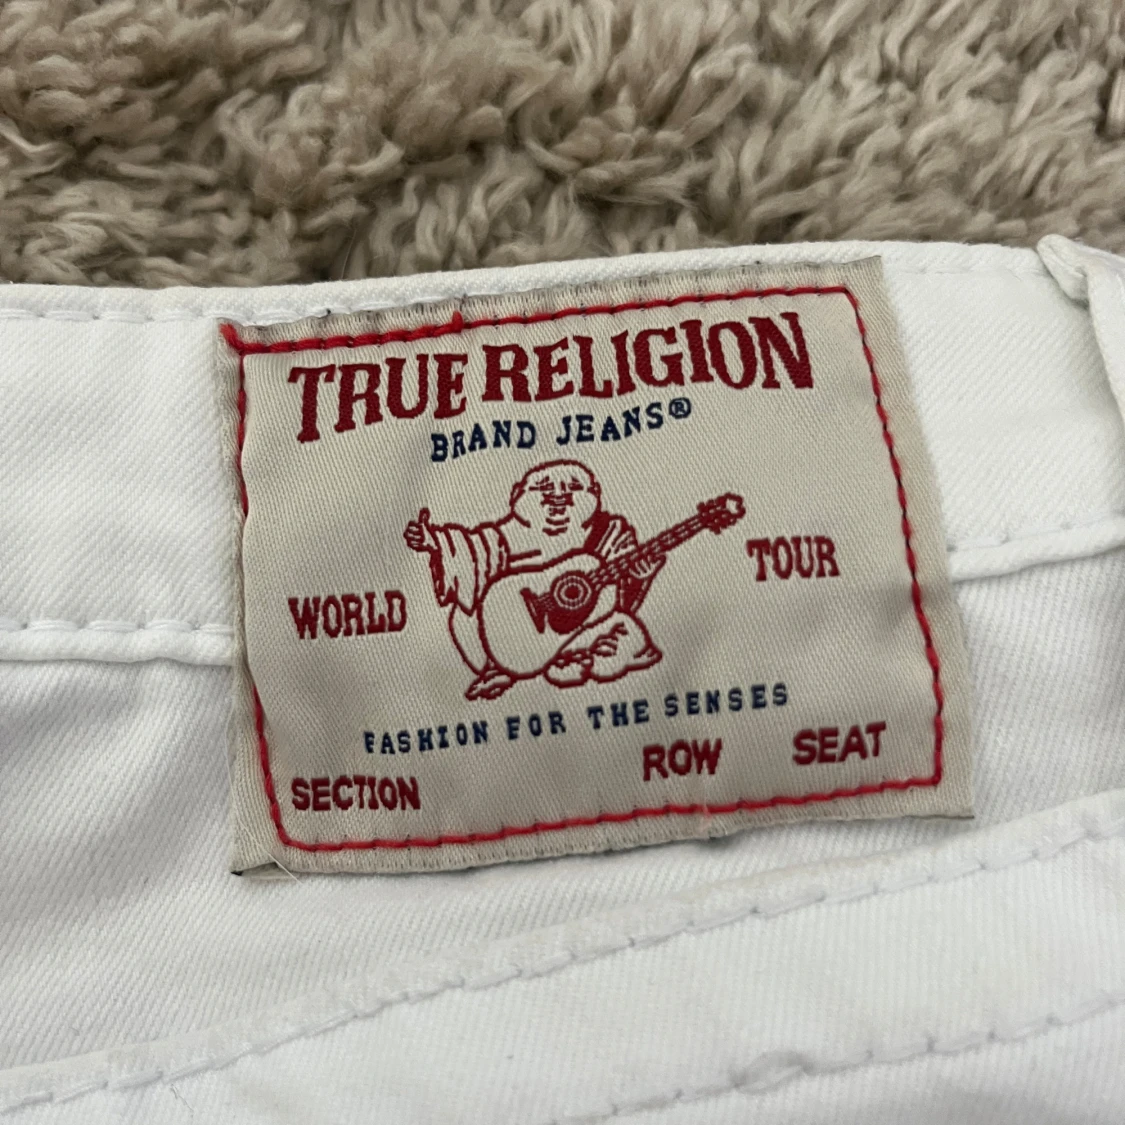 TRUE RELIGION
BRAND JEANS®
WORLD TOUR
FASHION FOR THE SENSES
SECTION ROW SEAT